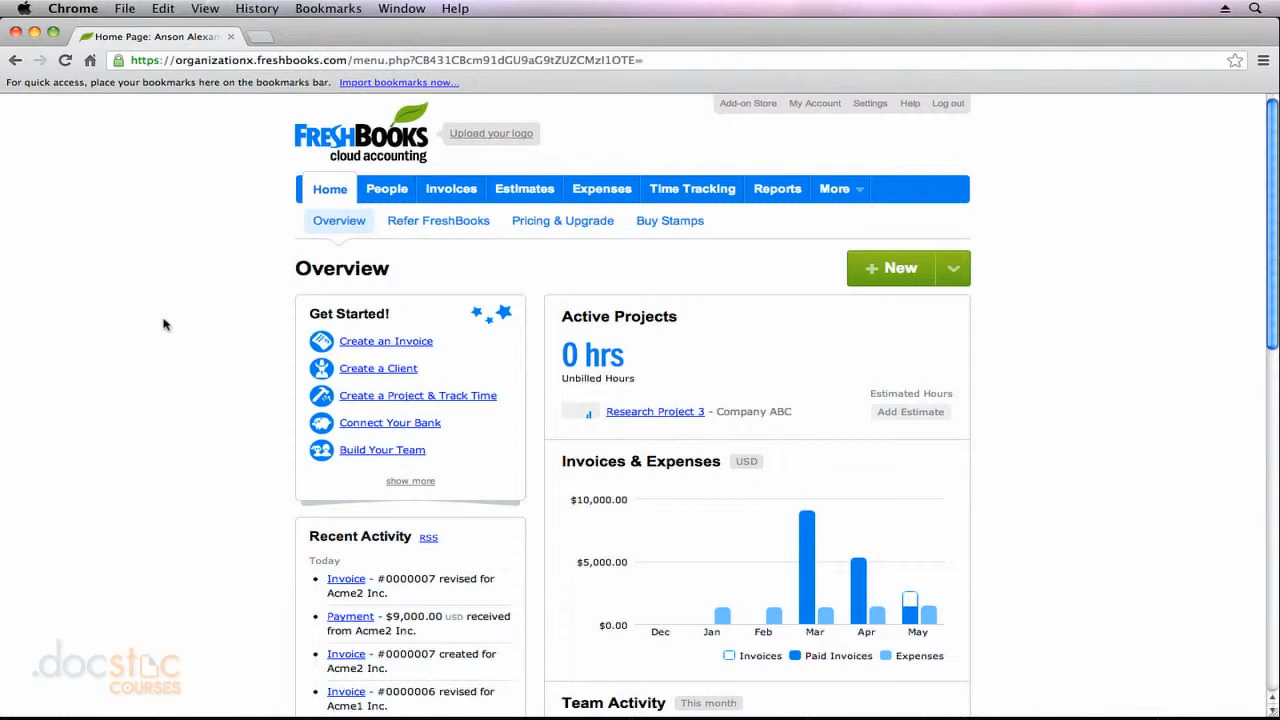 Chrome File Edit View History Bookmarks Window Help
Home Page: Anson Alexan
https://organizationx.freshbooks.com/menu.php?CB431CBcm91dGU9aG9tZUZCMzI1OTE=
For quick access, place your bookmarks here on the bookmarks bar. Import bookmarks now...
Add-on Store My Account Settings Help Log out
FRESHBOOKS
cloud accounting
Upload your logo
Home People Invoices Estimates Expenses Time Tracking Reports More
Overview Refer FreshBooks Pricing & Upgrade Buy Stamps
Overview
+ New
Get Started!
Create an Invoice
Create a Client
Create a Project & Track Time
Connect Your Bank
Build Your Team
show more
Recent Activity RSS
Today
Invoice - #0000007 revised for
Acme2 Inc.
Payment - $9,000.00 USD received
from Acme2 Inc.
Invoice - #0000007 created for
Acme2 Inc.
Invoice - #0000006 revised for
Acme1 Inc.
Active Projects
0 hrs
Unbilled Hours
Estimated Hours
Research Project 3 - Company ABC
Add Estimate
Invoices & Expenses USD
$10,000.00
$5,000.00
$0.00
Dec Jan Feb Mar Apr May
Invoices Paid Invoices Expenses
Team Activity This month
.docstoc
COURSES